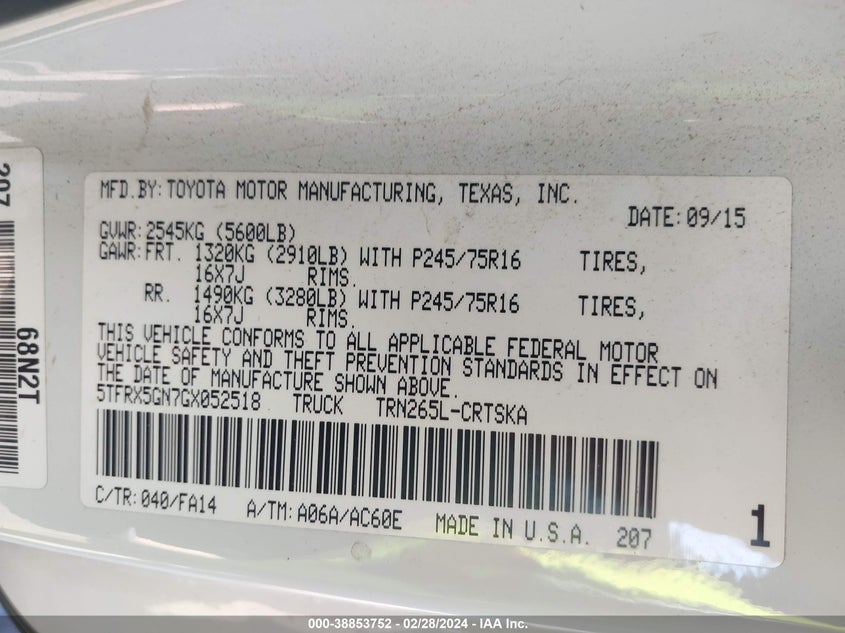 MFD.BY: TOYOTA MOTOR MANUFACTURING, TEXAS, INC.
DATE: 09/15
GVWR: 2545KG (5600LB)
GAWR: FRT. 1320KG (2910LB) WITH P245/75R16 TIRES,
16X7J RIMS.
RR. 1490KG (3280LB) WITH P245/75R16 TIRES,
16X7J RIMS.
THIS VEHICLE CONFORMS TO ALL APPLICABLE FEDERAL MOTOR
VEHICLE SAFETY AND THEFT PREVENTION STANDARDS IN EFFECT ON
THE DATE OF MANUFACTURE SHOWN ABOVE.
5TFRX5GN7GX052518 TRUCK TRN265L-CRTSKA
C/TR: 040/FA14 A/TM: A06A/AC60E MADE IN U.S.A. 207
1
207
68N2T
000-38853752 - 02/28/2024 - IAA Inc.